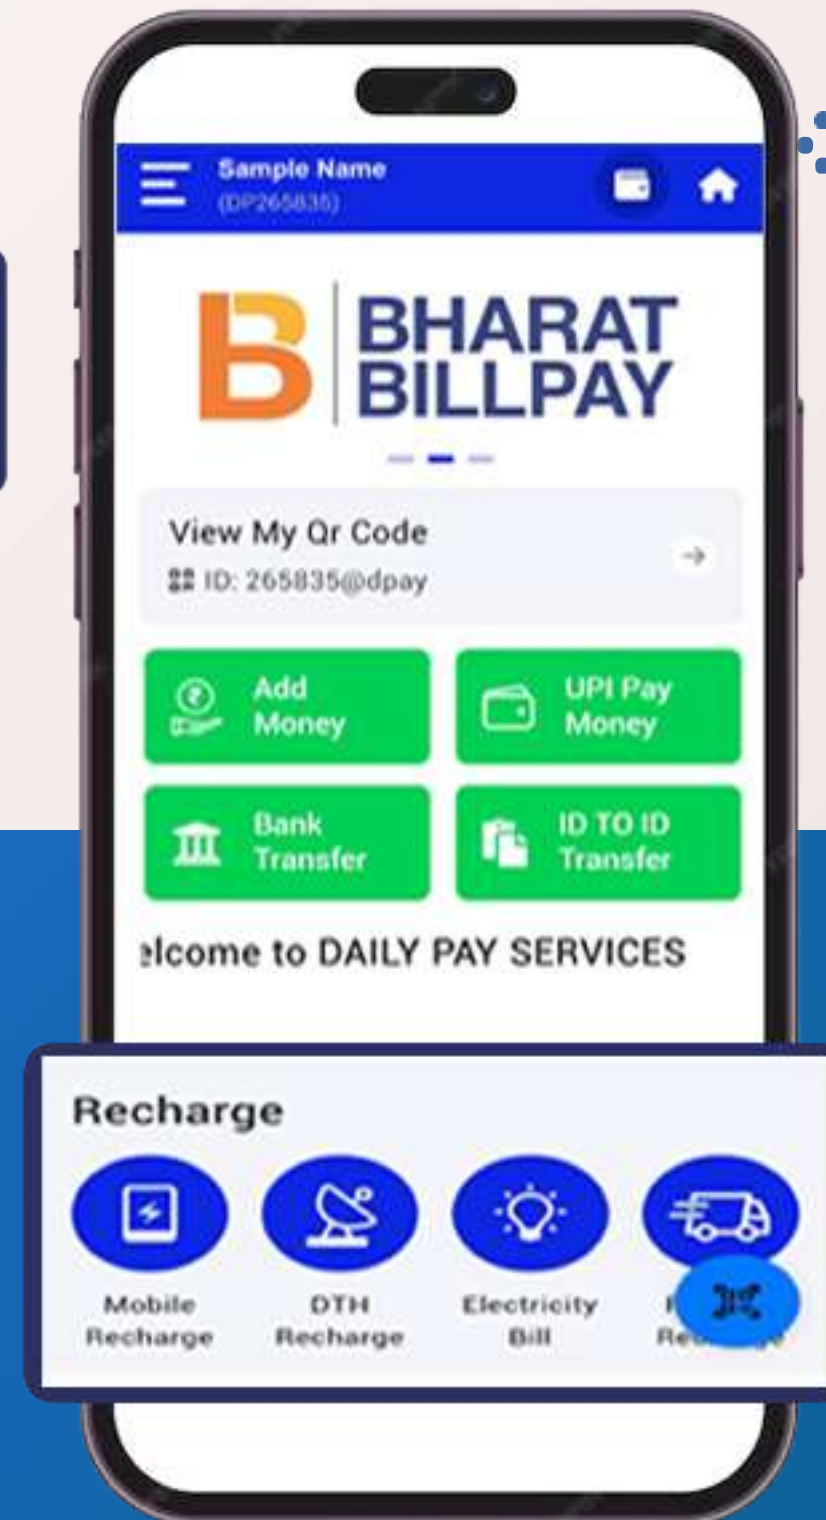 Sample Name
(DP265835)
BHARAT
BILLPAY
View My Qr Code
ID: 265835@dpay
Add
Money
UPI Pay
Money
Bank
Transfer
ID TO ID
Transfer
elcome to DAILY PAY SERVICES
Recharge
Mobile
Recharge
DTH
Recharge
Electricity
Bill